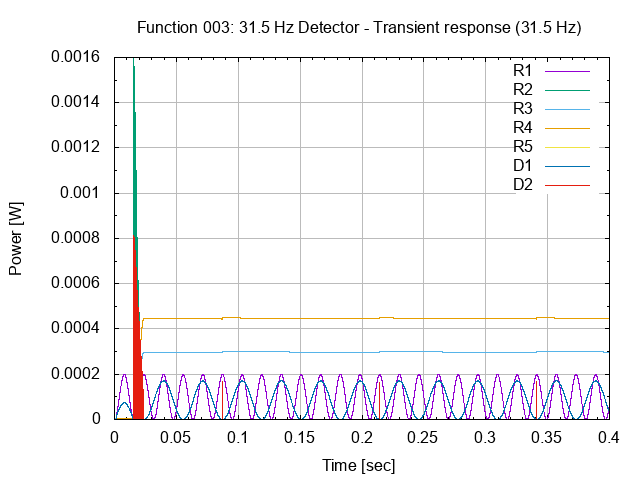 Function 003: 31.5 Hz Detector - Transient response (31.5 Hz)
0.0016
0.0014
0.0012
0.001
0.0008
0.0006
0.0004
0.0002
0
Power [W]
R1
R2
R3
R4
R5
D1
D2
0 0.05 0.1 0.15 0.2 0.25 0.3 0.35 0.4
Time [sec]